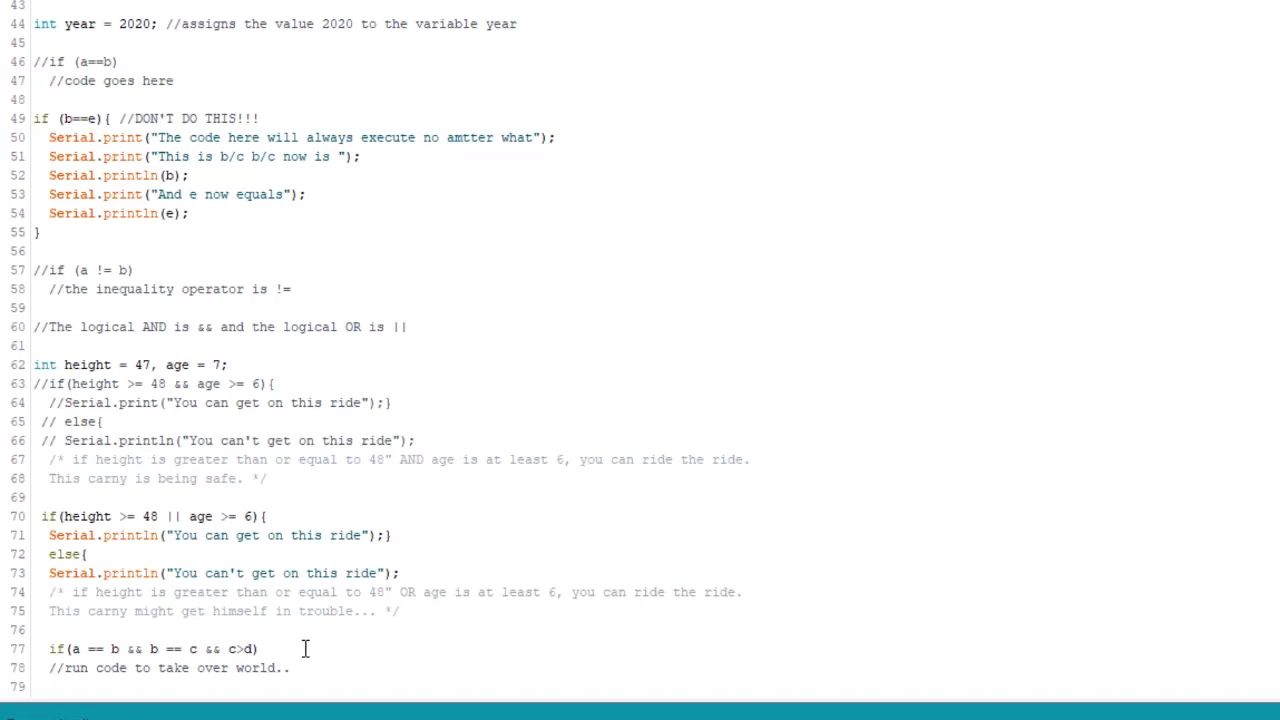 43
44 int year = 2020; //assigns the value 2020 to the variable year
45
46 //if (a==b)
47 //code goes here
48
49 if (b==e){ //DON'T DO THIS!!!
50 Serial.print("The code here will always execute no amtter what");
51 Serial.print("This is b/c b/c now is ");
52 Serial.println(b);
53 Serial.print("And e now equals");
54 Serial.println(e);
55 }
56
57 //if (a != b)
58 //the inequality operator is !=
59
60 //The logical AND is && and the logical OR is ||
61
62 int height = 47, age = 7;
63 //if(height >= 48 && age >= 6){
64 //Serial.print("You can get on this ride");}
65 // else{
66 // Serial.println("You can't get on this ride");
67 /* if height is greater than or equal to 48" AND age is at least 6, you can ride the ride.
68 This carny is being safe. */
69
70 if(height >= 48 || age >= 6){
71 Serial.println("You can get on this ride");}
72 else{
73 Serial.println("You can't get on this ride");
74 /* if height is greater than or equal to 48" OR age is at least 6, you can ride the ride.
75 This carny might get himself in trouble... */
76
77 if(a == b && b == c && c>d)
78 //run code to take over world..
79